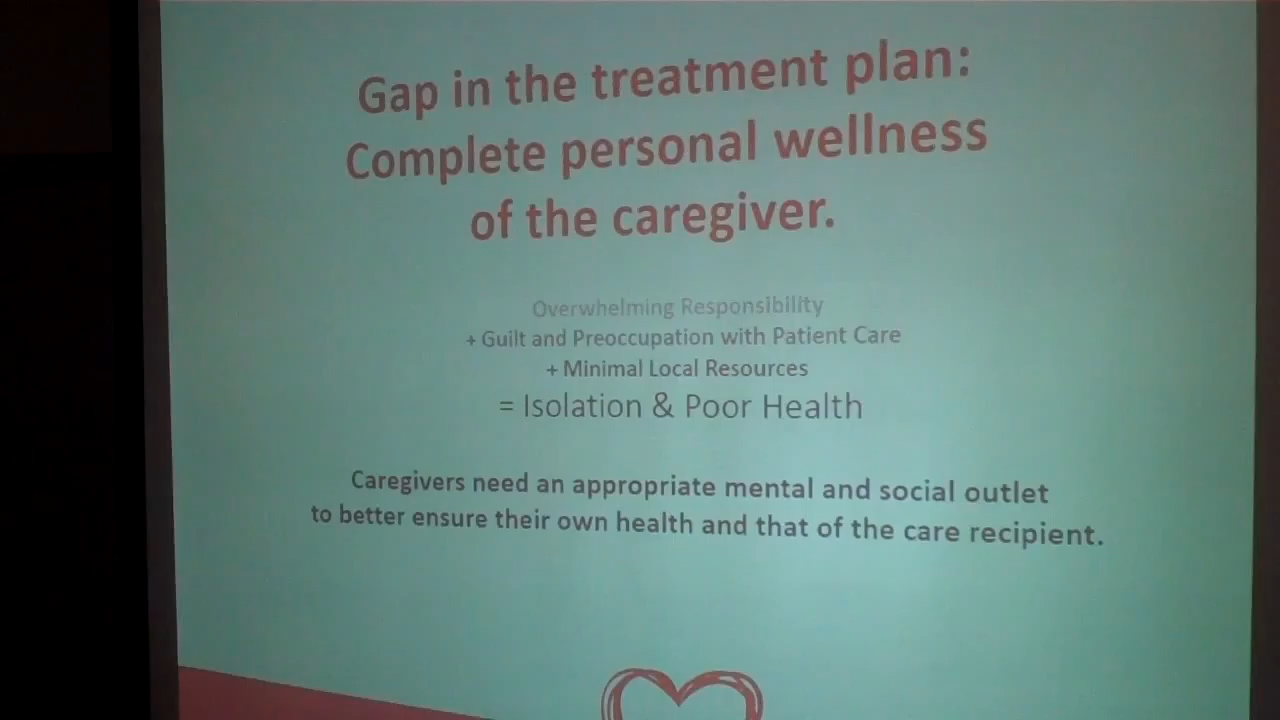 Gap in the treatment plan:
Complete personal wellness
of the caregiver.
Overwhelming Responsibility
+ Guilt and Preoccupation with Patient Care
+ Minimal Local Resources
= Isolation & Poor Health
Caregivers need an appropriate mental and social outlet
to better ensure their own health and that of the care recipient.